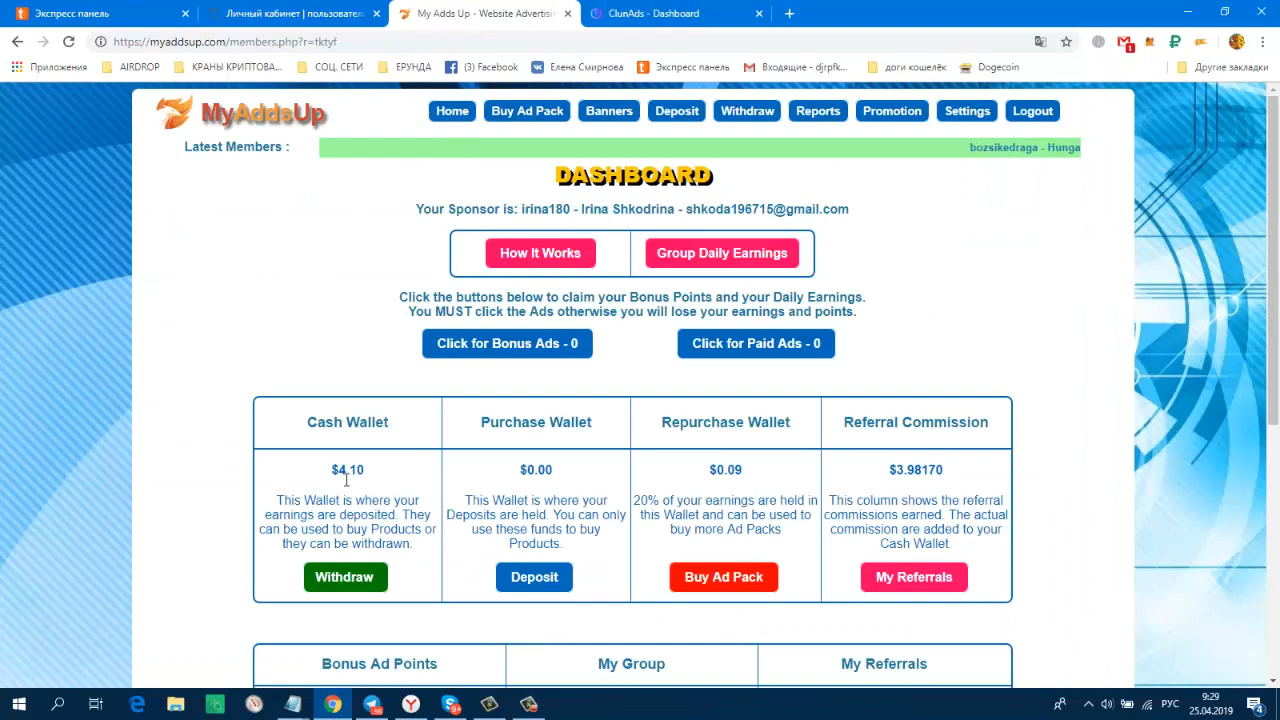 Экспресс панель
Личный кабинет | пользовател
My Adds Up - Website Advertisin
ClunAds - Dashboard
https://myaddsup.com/members.php?r=tktyf
1
Приложения
AIRDROP
КРАНЫ КРИПТОВА...
СОЦ. СЕТИ
ЕРУНДА
(3) Facebook
Елена Смирнова
Экспресс панель
Входящие - djrpfk...
доги кошелёк
Dogecoin
Другие закладки
MyAddsUp
Home
Buy Ad Pack
Banners
Deposit
Withdraw
Reports
Promotion
Settings
Logout
Latest Members :
bozsikedraga - Hunga
DASHBOARD
Your Sponsor is: irina180 - Irina Shkodrina - shkoda196715@gmail.com
How It Works
Group Daily Earnings
Click the buttons below to claim your Bonus Points and your Daily Earnings.
You MUST click the Ads otherwise you will lose your earnings and points.
Click for Bonus Ads - 0
Click for Paid Ads - 0
Cash Wallet
Purchase Wallet
Repurchase Wallet
Referral Commission
$4.10
$0.00
$0.09
$3.98170
This Wallet is where your
earnings are deposited. They
can be used to buy Products or
they can be withdrawn.
This Wallet is where your
Deposits are held. You can only
use these funds to buy
Products.
20% of your earnings are held in
this Wallet and can be used to
buy more Ad Packs
This column shows the referral
commissions earned. The actual
commission are added to your
Cash Wallet.
Withdraw
Deposit
Buy Ad Pack
My Referrals
Bonus Ad Points
My Group
My Referrals
РУС
9:29
25.04.2019
4